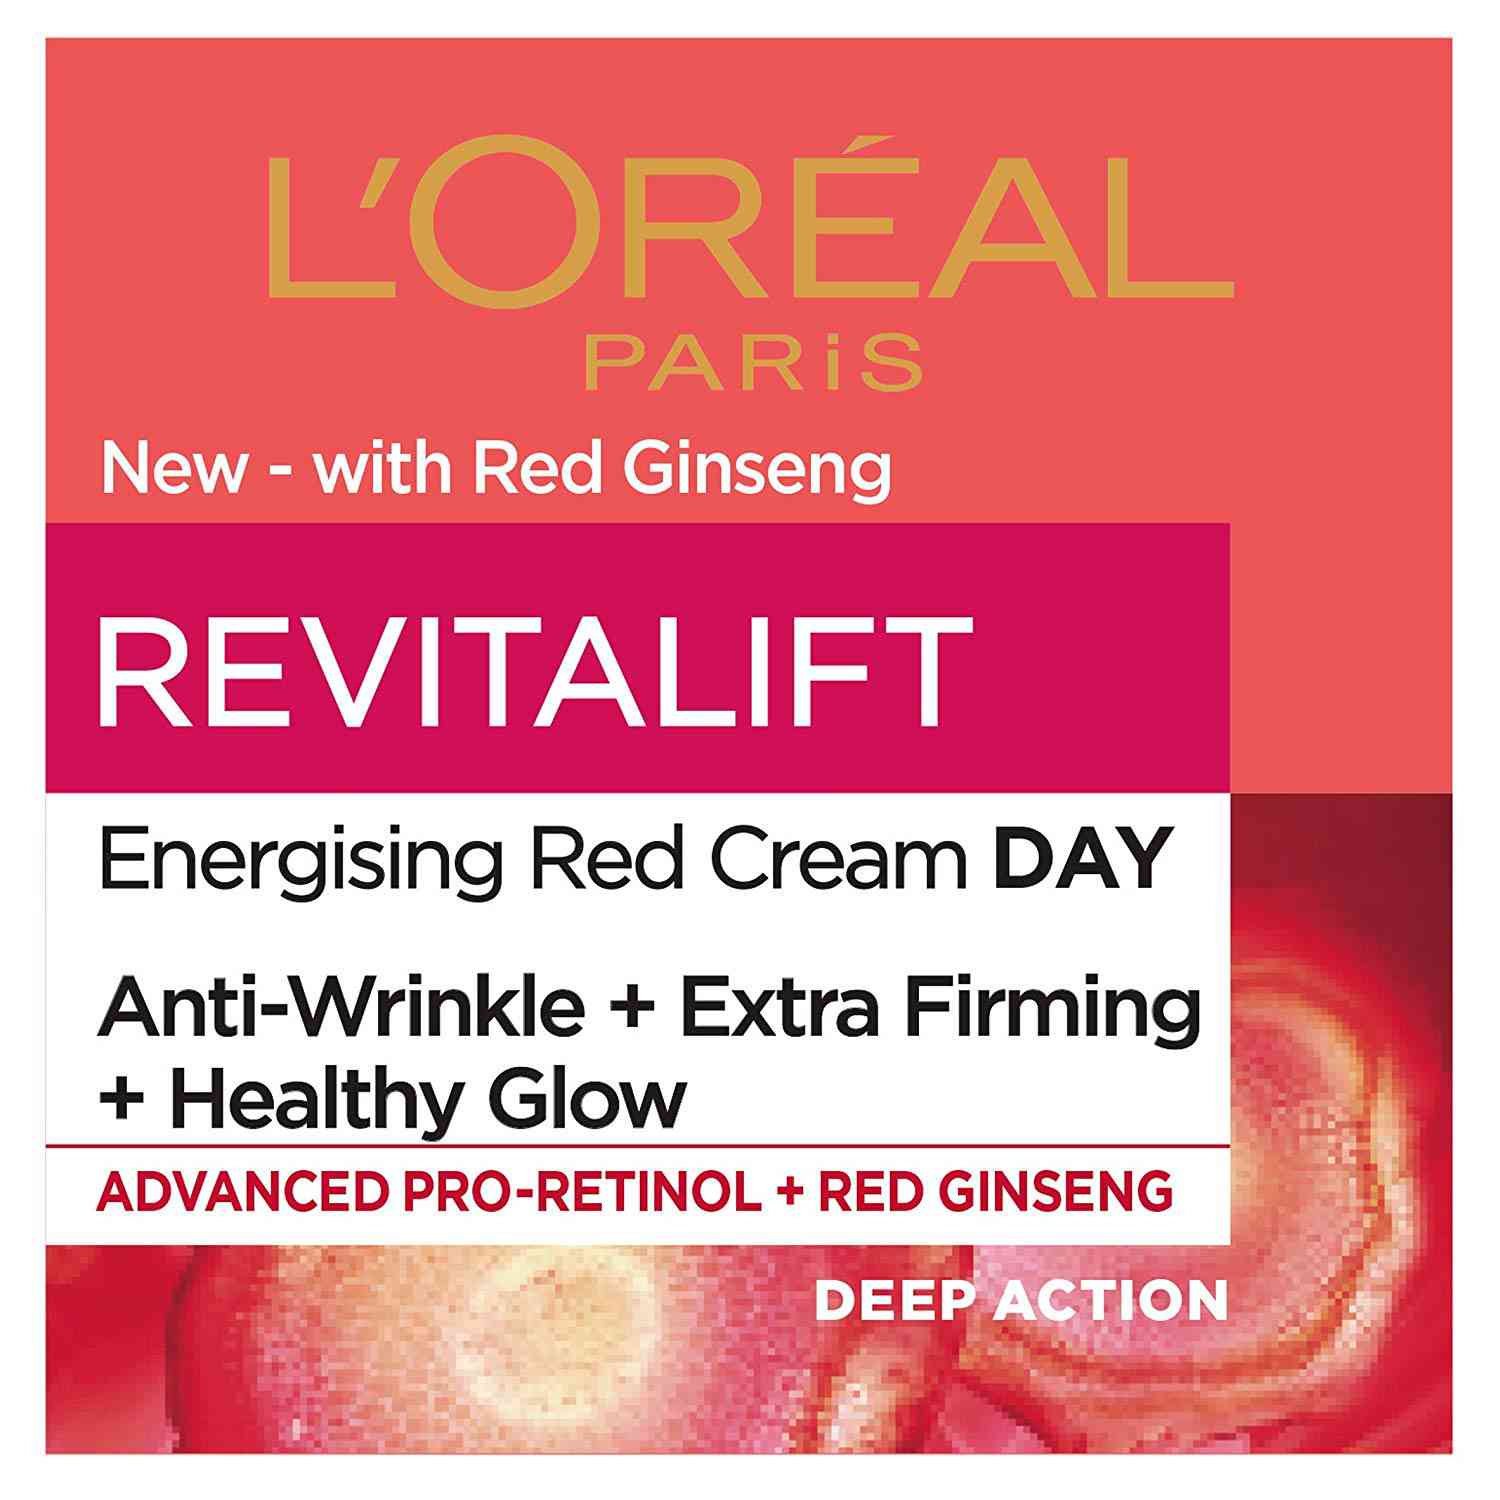 L'ORÉAL
PARiS
New - with Red Ginseng
REVITALIFT
Energising Red Cream DAY
Anti-Wrinkle + Extra Firming
+ Healthy Glow
ADVANCED PRO-RETINOL + RED GINSENG
DEEP ACTION